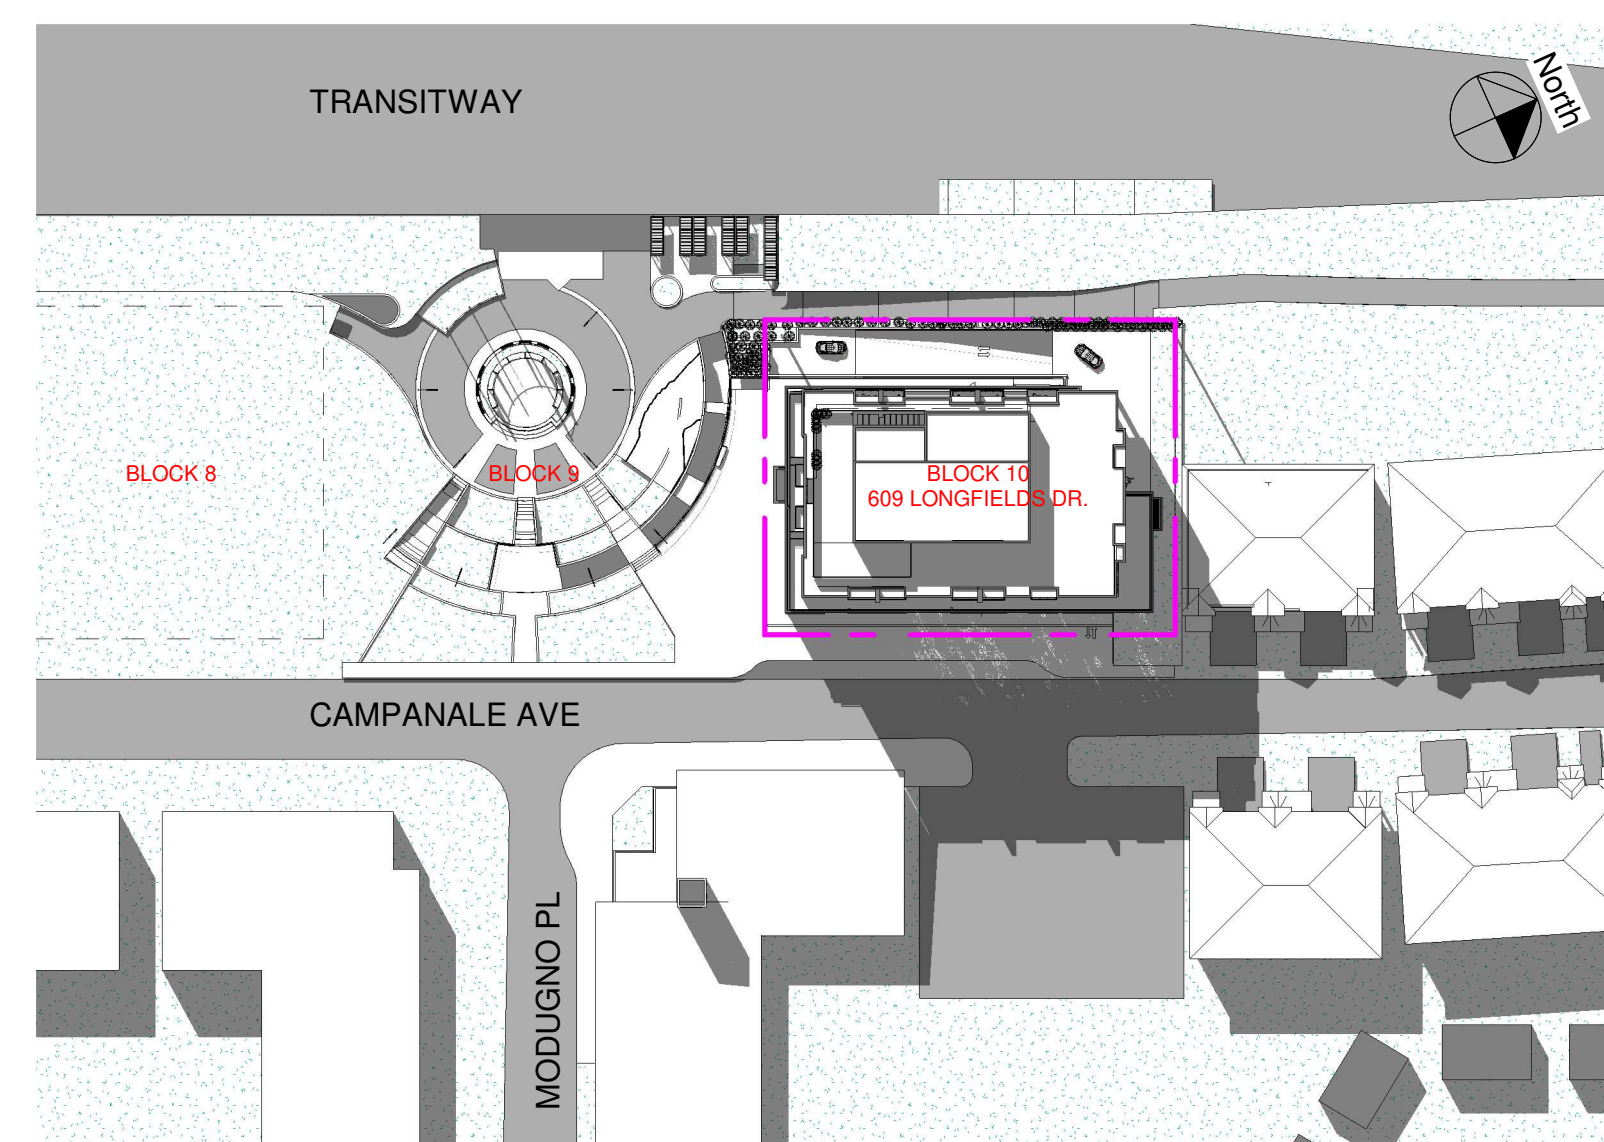 TRANSITWAY
North
BLOCK 8
BLOCK 9
BLOCK 10
609 LONGFIELDS DR.
CAMPANALE AVE
MODUGNO PL